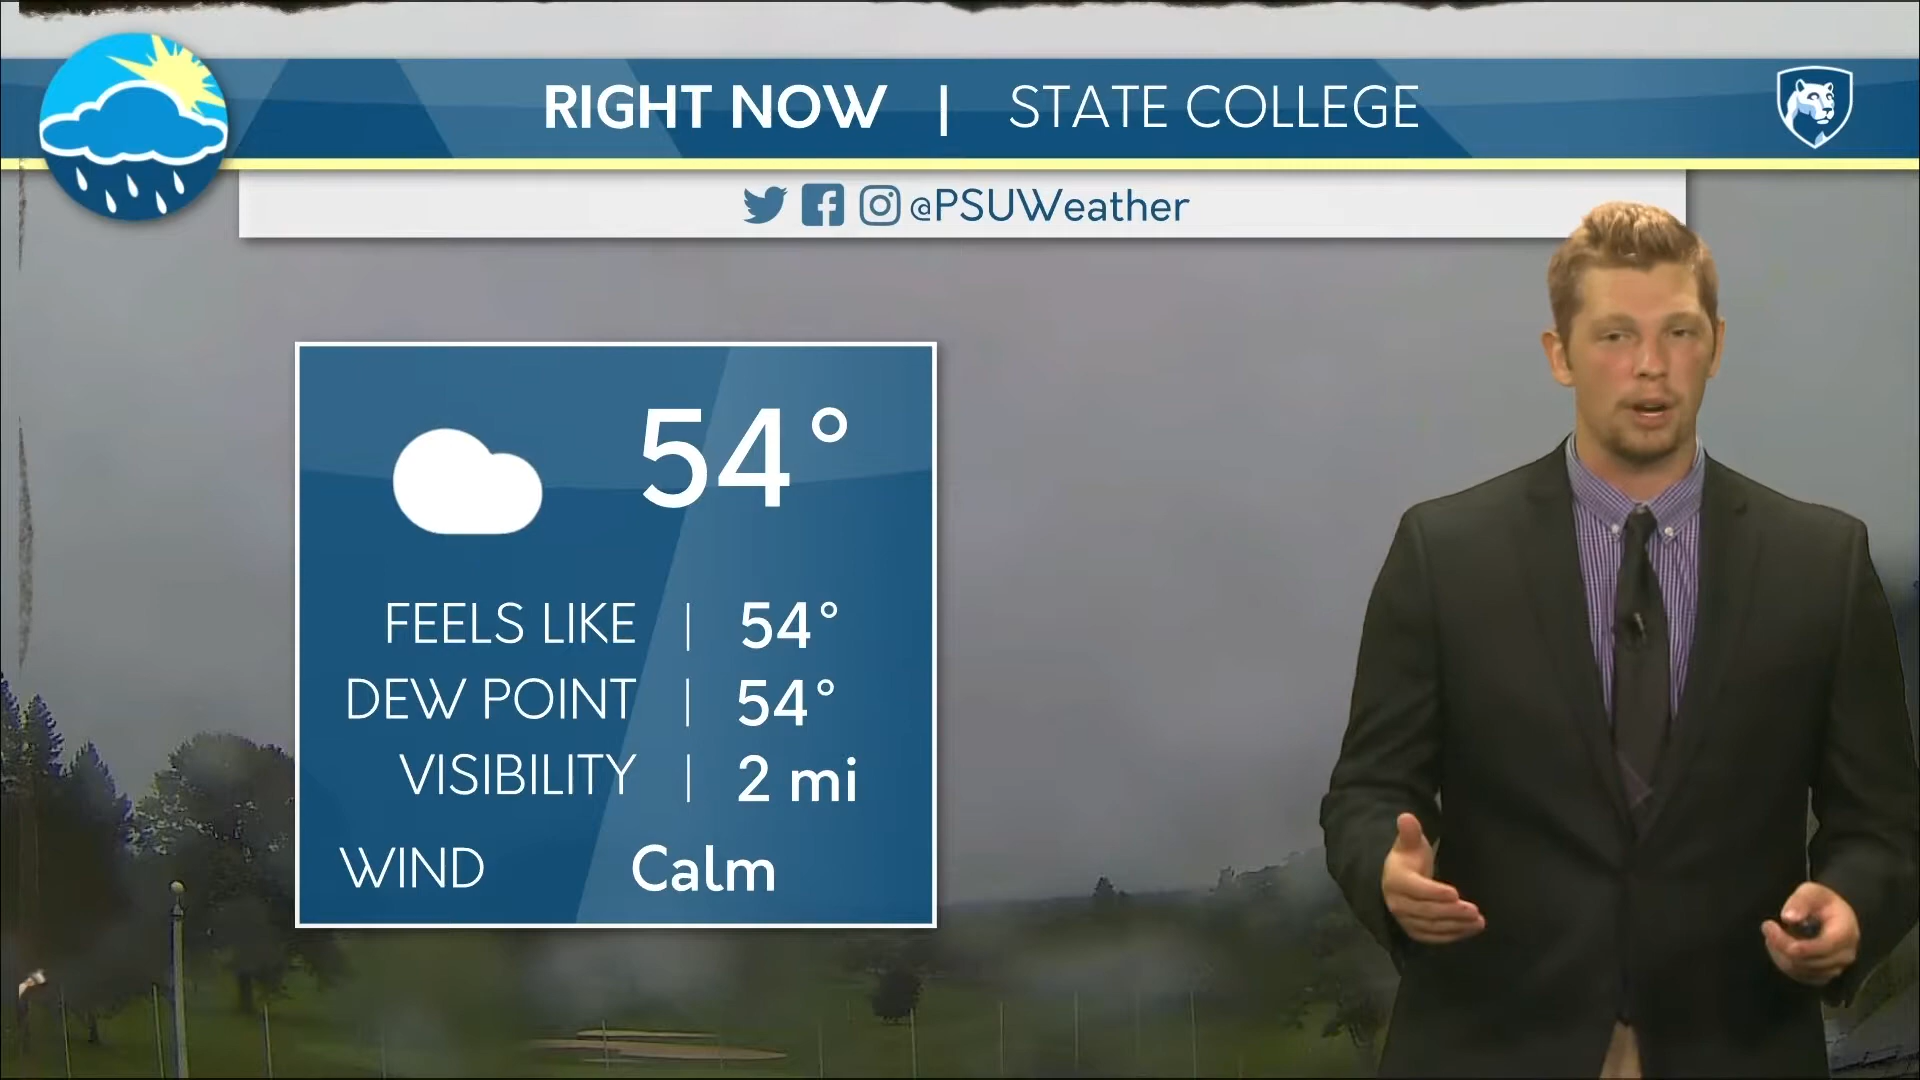 RIGHT NOW | STATE COLLEGE
@PSUWeather
54°
FEELS LIKE | 54°
DEW POINT | 54°
VISIBILITY | 2 mi
WIND Calm